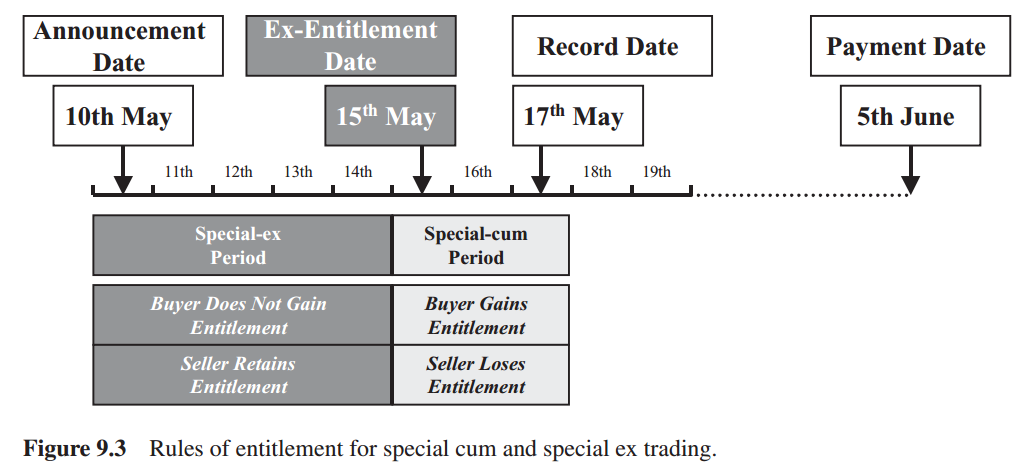 Announcement
Date
Ex-Entitlement
Date
Record Date
Payment Date
10th May
15th May
17th May
5th June
11th
12th
13th
14th
16th
18th
19th
Special-ex
Period
Special-cum
Period
Buyer Does Not Gain
Entitlement
Buyer Gains
Entitlement
Seller Retains
Entitlement
Seller Loses
Entitlement
Figure 9.3 Rules of entitlement for special cum and special ex trading.